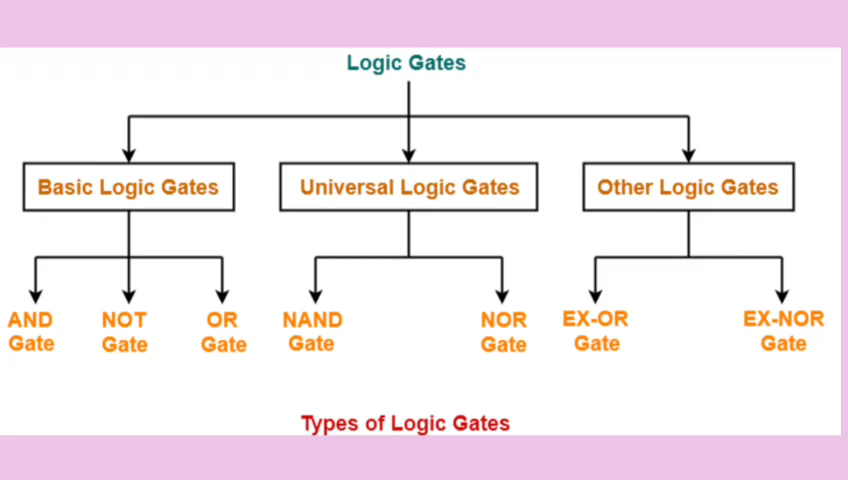 Logic Gates
Basic Logic Gates
Universal Logic Gates
Other Logic Gates
AND
Gate
NOT
Gate
OR
Gate
NAND
Gate
NOR
Gate
EX-OR
Gate
EX-NOR
Gate
Types of Logic Gates